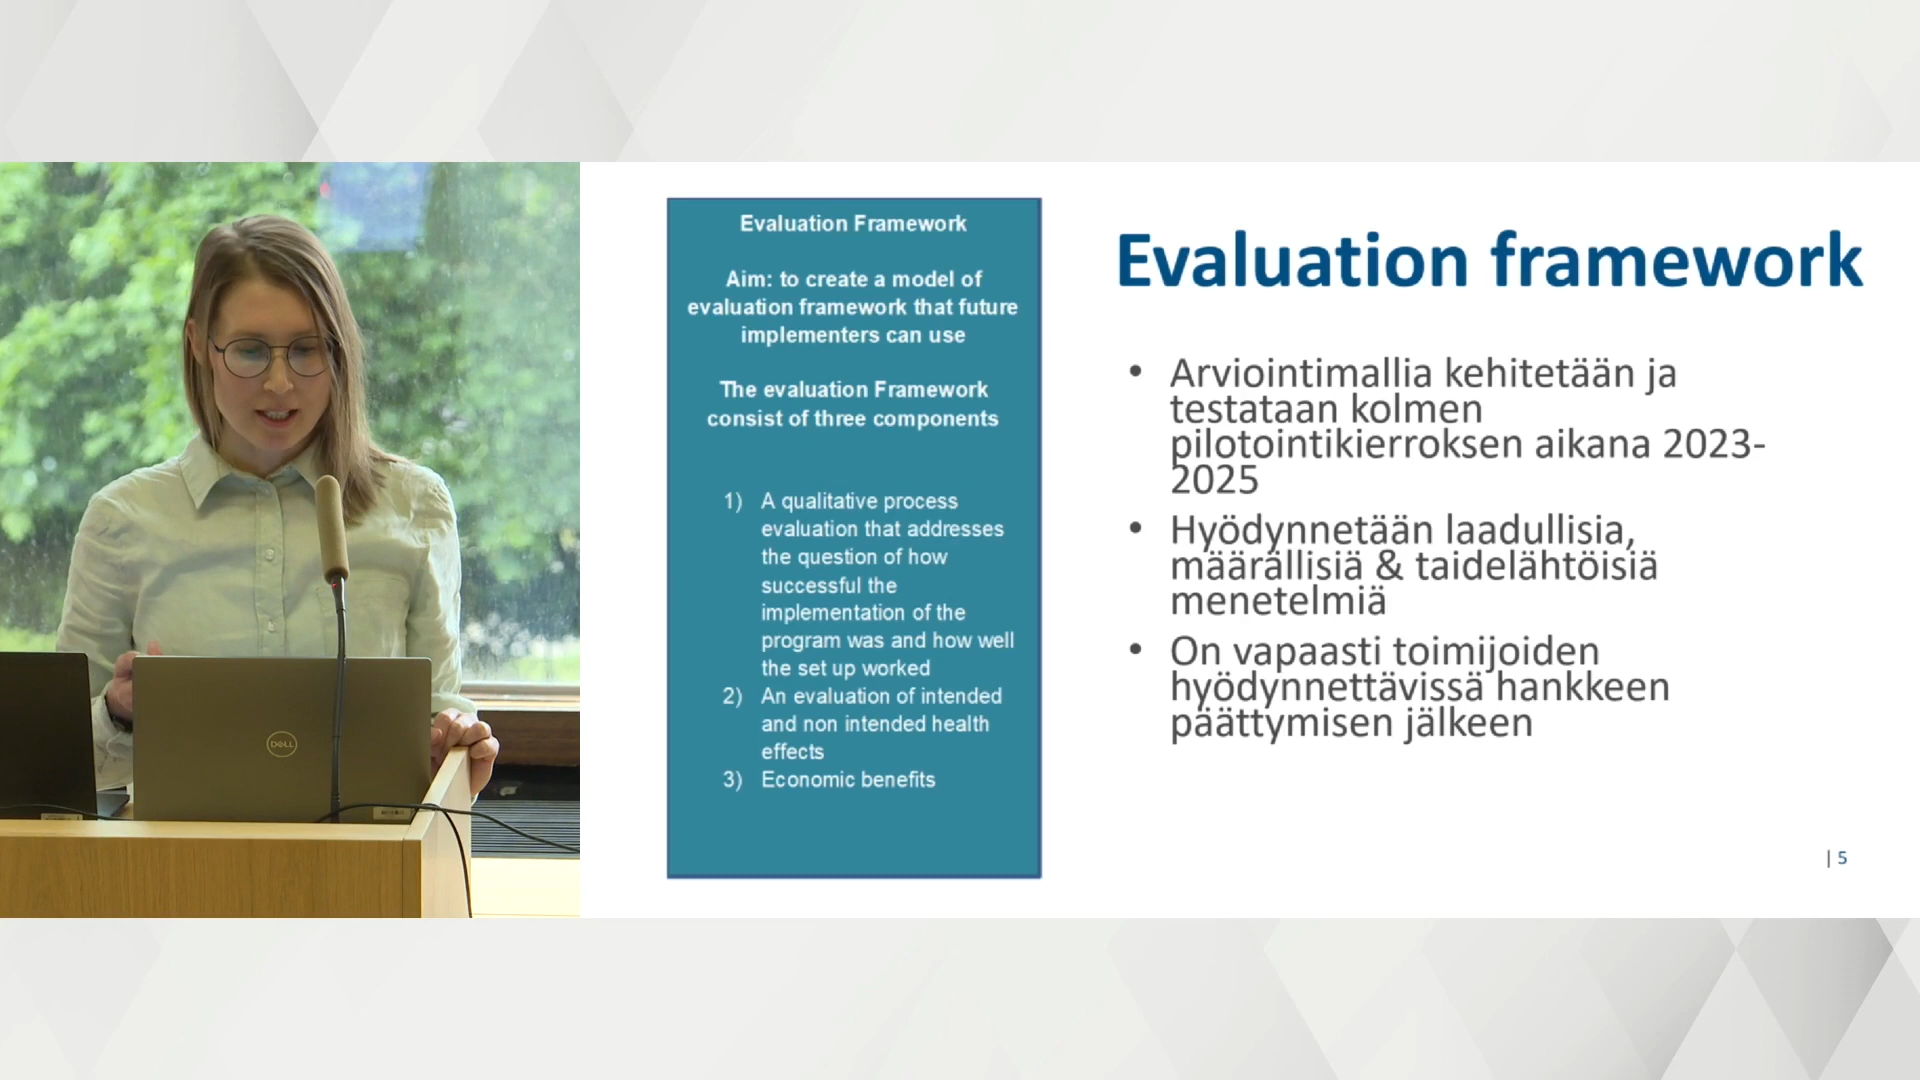 Evaluation Framework
Aim: to create a model of
evaluation framework that future
implementers can use
The evaluation Framework
consist of three components
1) A qualitative process
evaluation that addresses
the question of how
successful the
implementation of the
program was and how well
the set up worked
2) An evaluation of intended
and non intended health
effects
3) Economic benefits
Evaluation framework
• Arviointimallia kehitetään ja
testataan kolmen
pilotointikierroksen aikana 2023-
2025
• Hyödynnetään laadullisia,
määrällisiä & taidelähtöisiä
menetelmiä
• On vapaasti toimijoiden
hyödynnettävissä hankkeen
päättymisen jälkeen
| 5
DELL